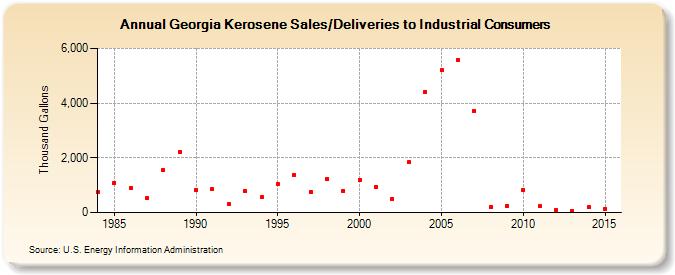 Annual Georgia Kerosene Sales/Deliveries to Industrial Consumers
Thousand Gallons
6,000
4,000
2,000
0
1985 1990 1995 2000 2005 2010 2015
Source: U.S. Energy Information Administration